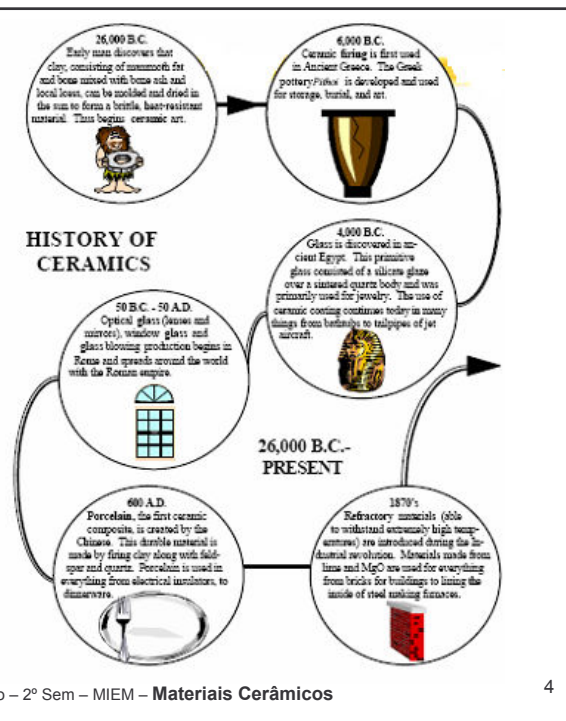 26,000 B.C.
Early man discovers that
clay, consisting of mammoth fat
and bone mixed with bone ash and
local loess, can be molded and dried in
the sun to form a brittle, heat-resistant
material. Thus begins ceramic art.
6,000 B.C.
Ceramic firing is first used
in Ancient Greece. The Greek
pottery Pithoi is developed and used
for storage, burial, and art.
HISTORY OF
CERAMICS
4,000 B.C.
Glass is discovered in an-
cient Egypt. This primitive
glass consisted of a silicate glaze
over a sintered quartz body and was
primarily used for jewelry. The use of
ceramic coating continues today in many
things from bathtubs to tailpipes of jet
aircraft.
50 B.C. - 50 A.D.
Optical glass (lenses and
mirrors), window glass and
glass blowing production begins in
Rome and spreads around the world
with the Roman empire.
26,000 B.C.-
PRESENT
600 A.D.
Porcelain, the first ceramic
composite, is created by the
Chinese. This durable material is
made by firing clay along with feld-
spar and quartz. Porcelain is used in
everything from electrical insulators, to
dinnerware.
1870's
Refractory materials (able
to withstand extremely high temp-
eratures) are introduced during the In-
dustrial revolution. Materials made from
lime and MgO are used for everything
from bricks for buildings to lining the
inside of steel making furnaces.
o – 2º Sem – MIEM – Materiais Cerâmicos
4